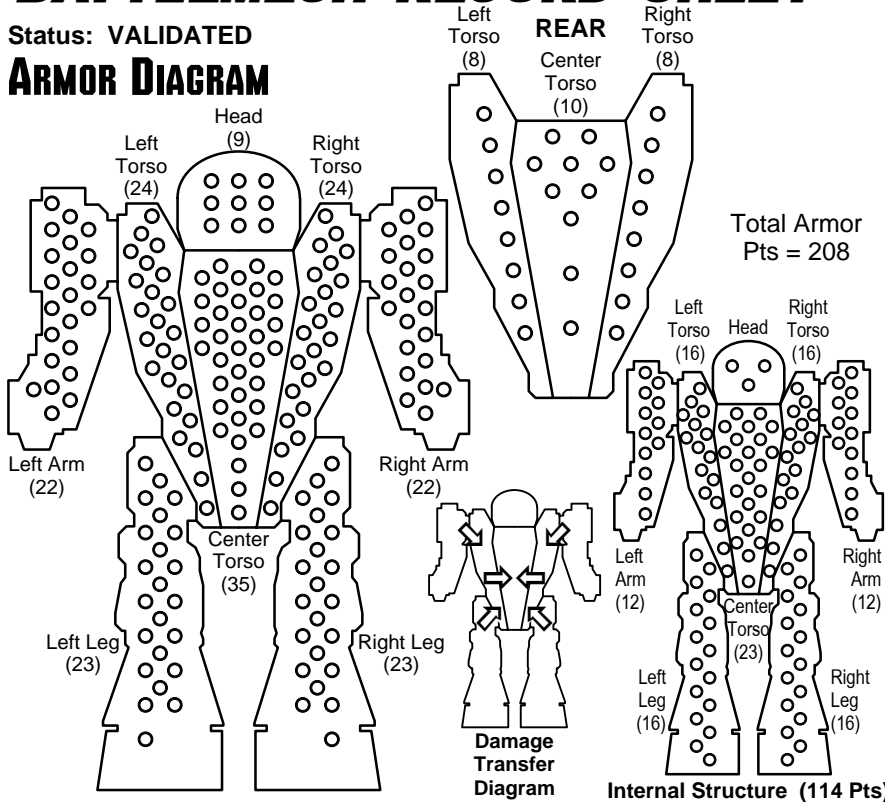 BATTLEMECH RECORD SHEET
Status: VALIDATED
ARMOR DIAGRAM
REAR
Left
Torso
(8)
Center
Torso
(10)
Right
Torso
(8)
Head
(9)
Left
Torso
(24)
Right
Torso
(24)
Total Armor
Pts = 208
Left Arm
(22)
Right Arm
(22)
Center
Torso
(35)
Left Leg
(23)
Right Leg
(23)
Damage
Transfer
Diagram
Left
Torso
(16)
Head
Right
Torso
(16)
Left
Arm
(12)
Right
Arm
(12)
Center
Torso
(23)
Left
Leg
(16)
Right
Leg
(16)
Internal Structure (114 Pts)